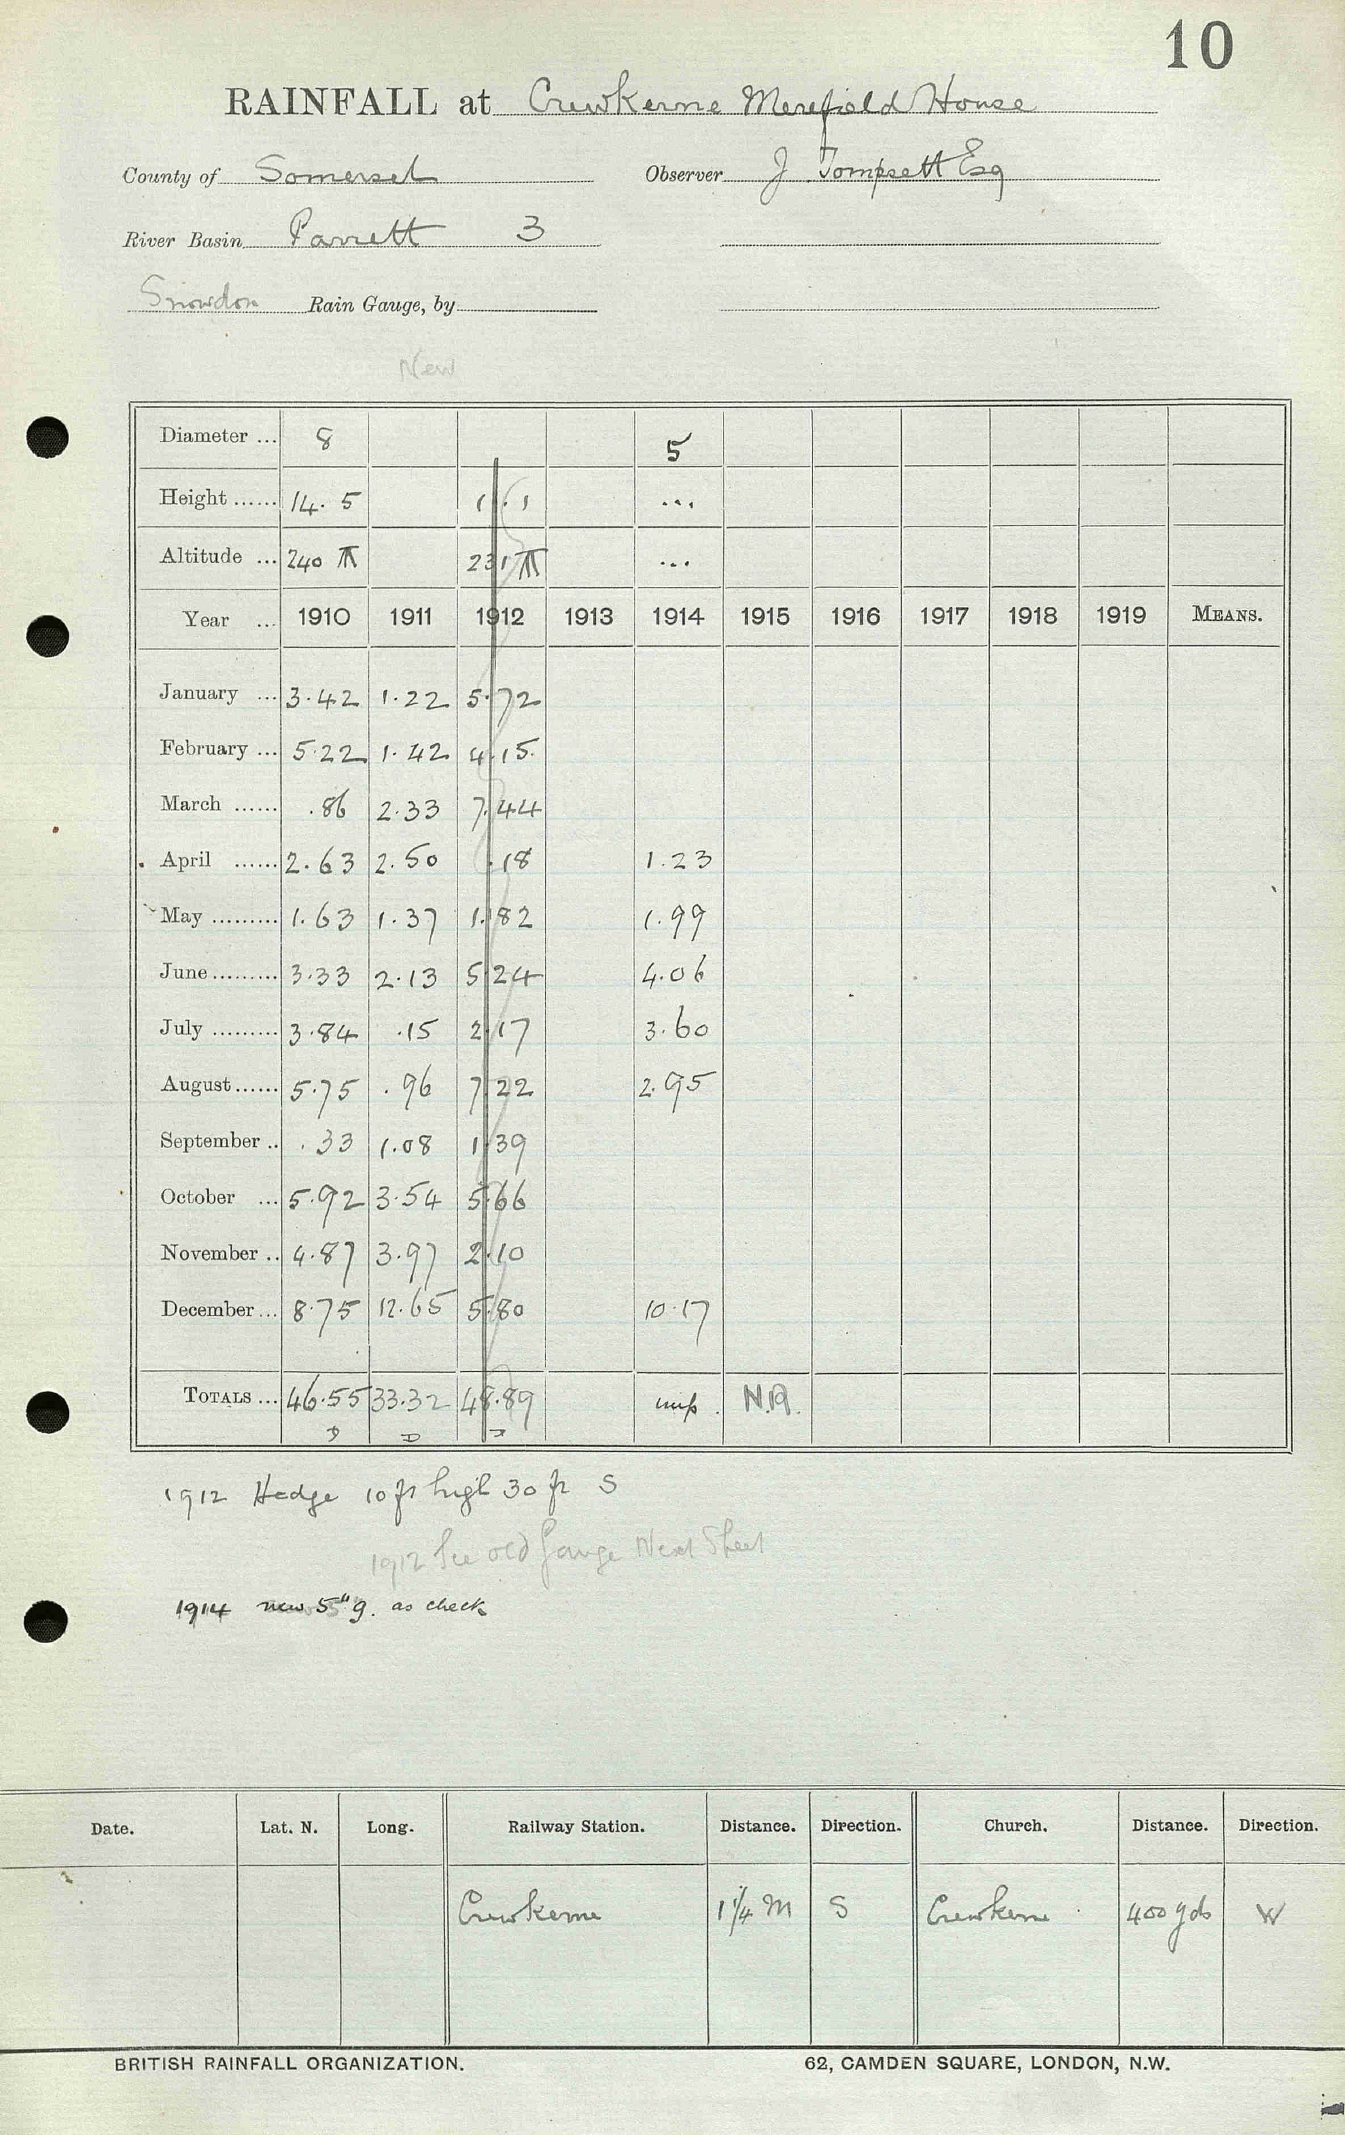 10
RAINFALL at Crewkerne Merefield House
County of Somerset Observer J Tompsett Esq
River Basin Parrett 3
Snowdon Rain Gauge, by
New
Diameter ... 8 5
Height ...... 14. 5 1.1 ...
Altitude ... 240 231 ...
Year ... 1910 1911 1912 1913 1914 1915 1916 1917 1918 1919 MEANS.
January ... 3.42 1.22 5.72
February ... 5.22 1.42 4.15
March ...... .86 2.33 7.44
April ...... 2.63 2.50 .18 1.23
May ......... 1.63 1.37 1.82 1.99
June ......... 3.33 2.13 5.24 4.06
July ......... 3.84 .15 2.17 3.60
August ...... 5.75 .96 7.22 2.95
September .. .33 1.08 1.39
October ... 5.92 3.54 5.66
November .. 4.87 3.97 2.10
December ... 8.75 12.65 5.80 10.17
TOTALS ... 46.55 33.32 48.89 imp. N.A.
1912 Hedge 10 ft high 30 ft S
1912 See old Gauge Next Sheet
1914 new 5" g. as check
Date. Lat. N. Long. Railway Station. Distance. Direction. Church. Distance. Direction.
Crewkerne 1 1/4 M S Crewkerne 400 yds W
BRITISH RAINFALL ORGANIZATION. 62, CAMDEN SQUARE, LONDON, N.W.